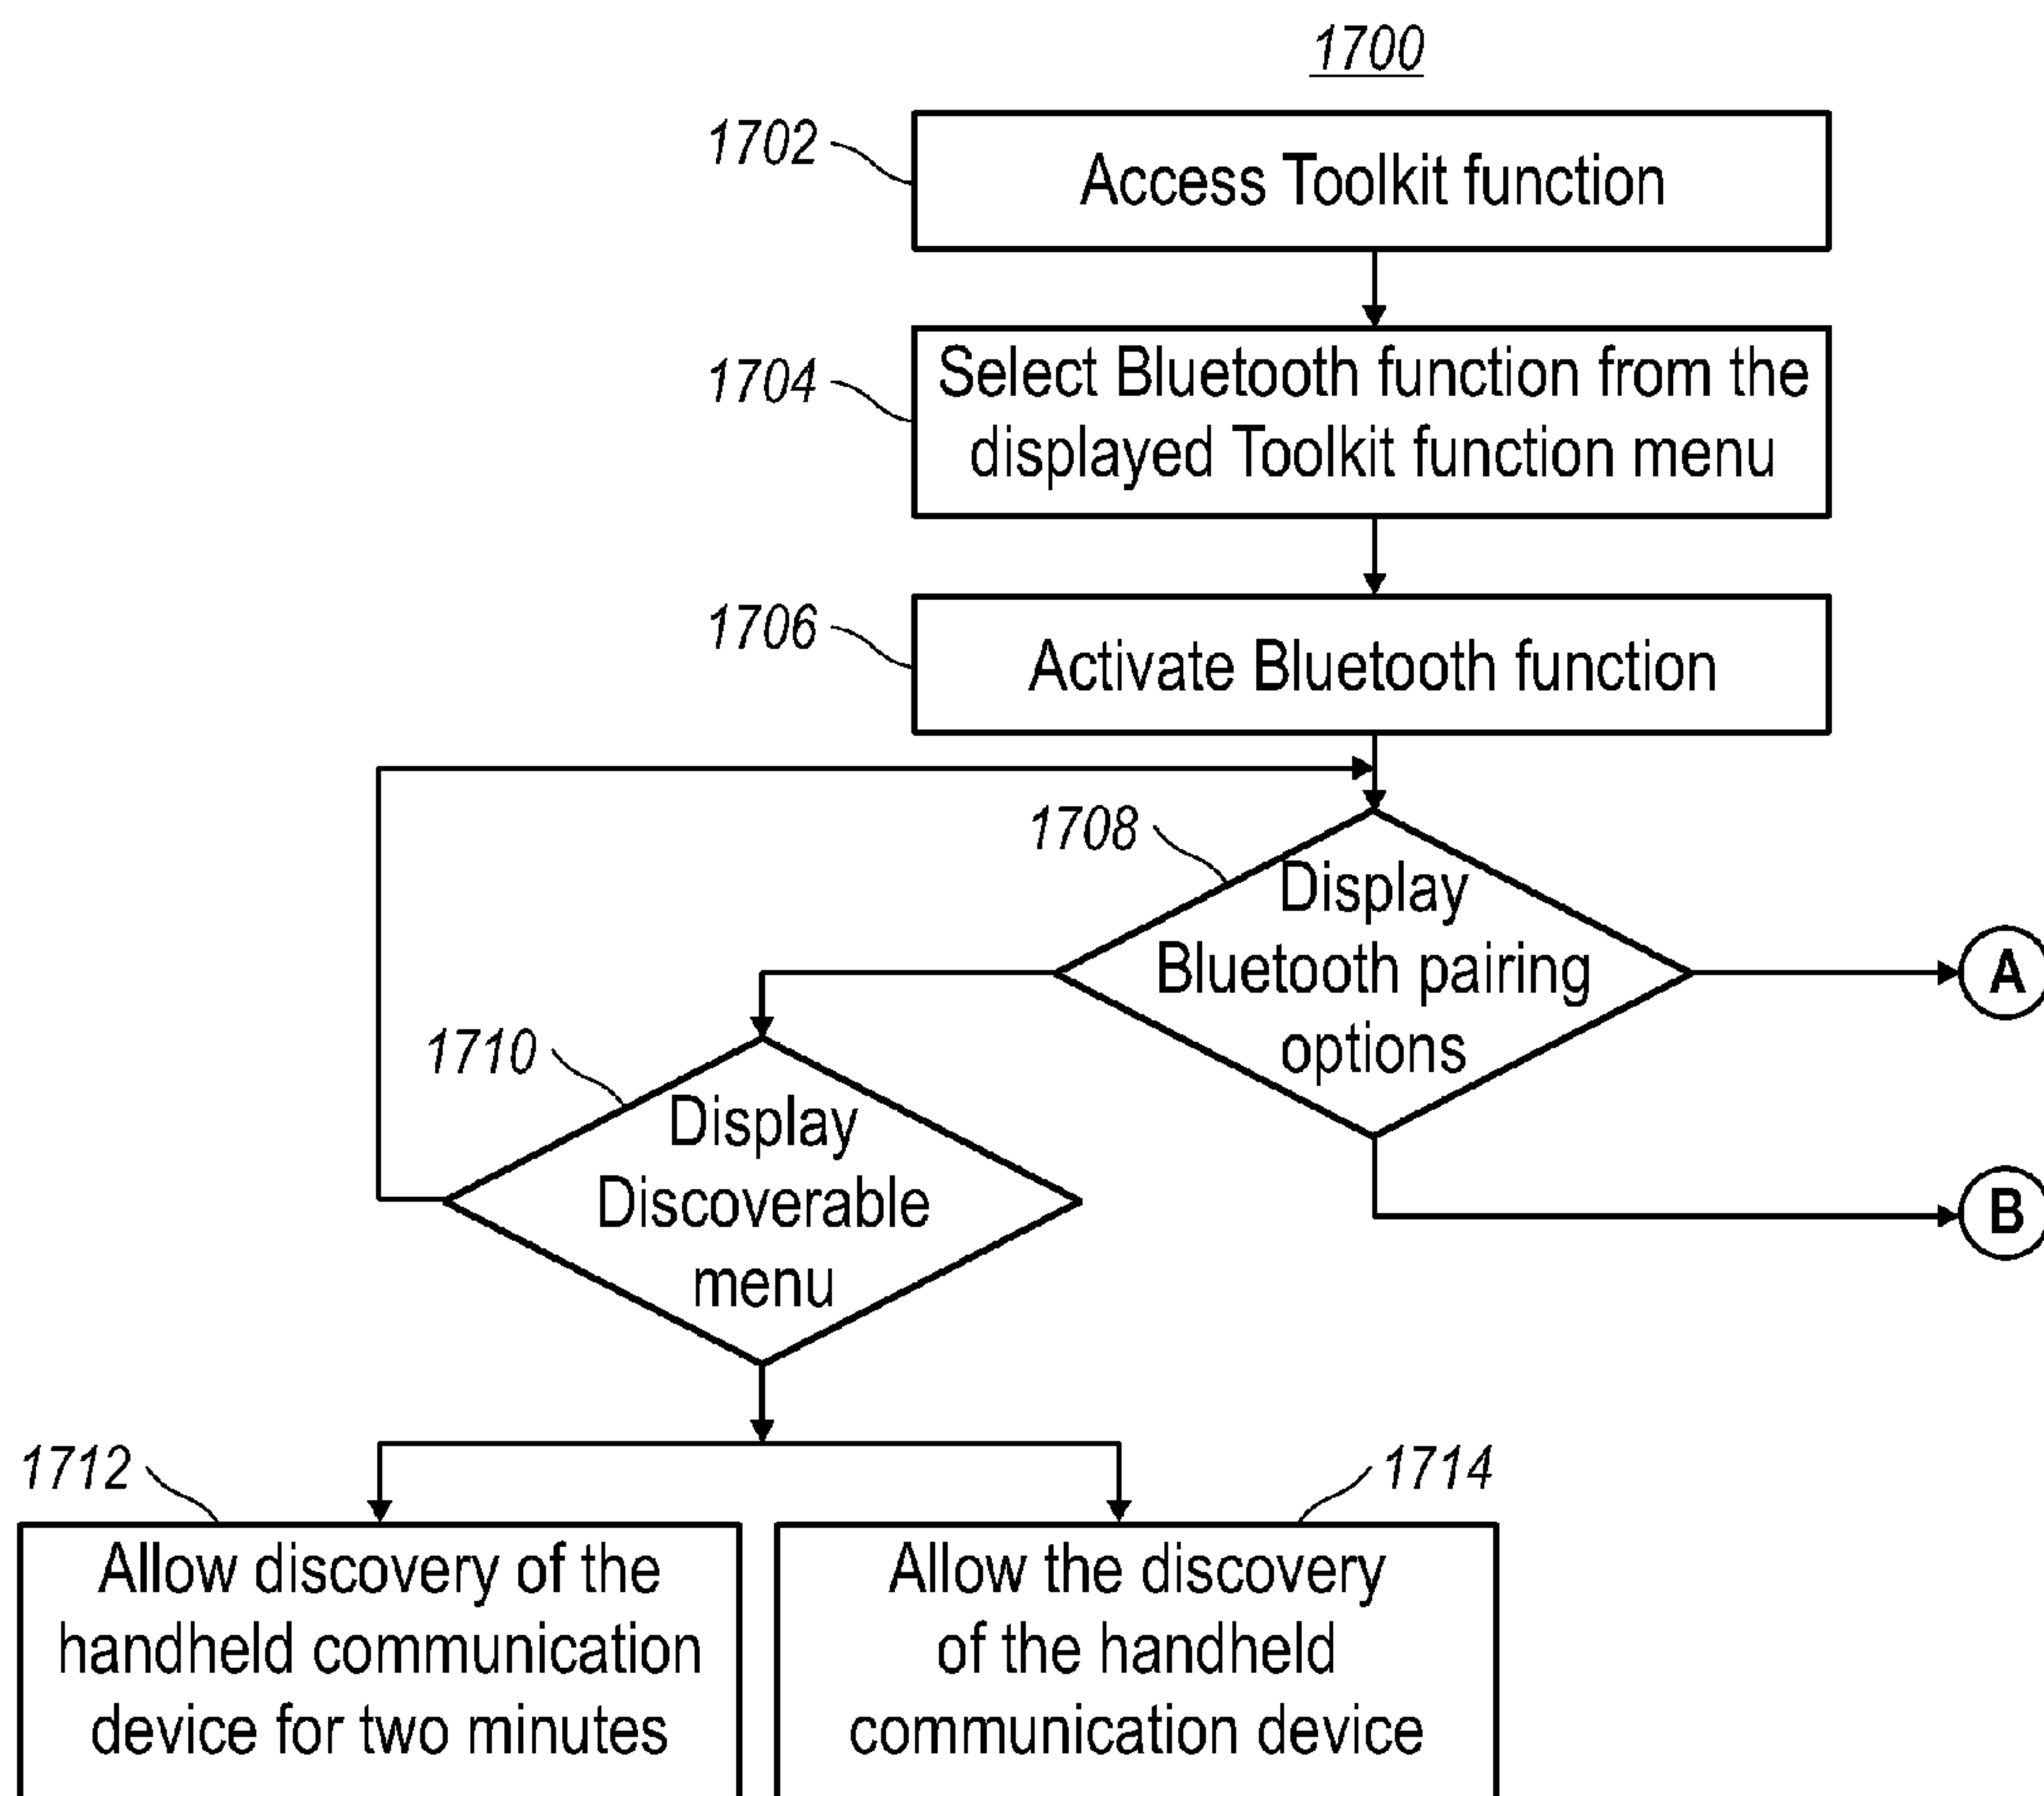 1700
1702
Access Toolkit function
1704
Select Bluetooth function from the
displayed Toolkit function menu
1706
Activate Bluetooth function
1708
Display
Bluetooth pairing
options
A
1710
Display
Discoverable
menu
B
1712
Allow discovery of the
handheld communication
device for two minutes
1714
Allow the discovery
of the handheld
communication device